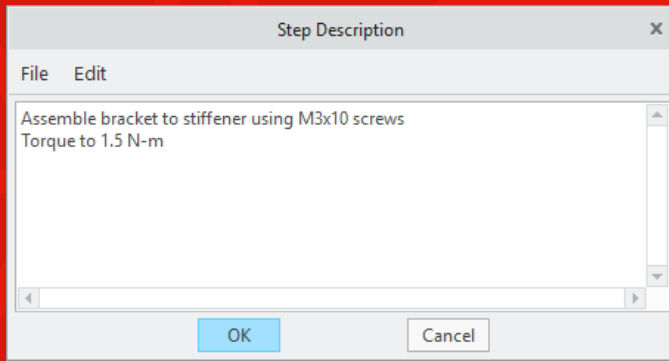 Step Description
File Edit
Assemble bracket to stiffener using M3x10 screws
Torque to 1.5 N-m
OK Cancel